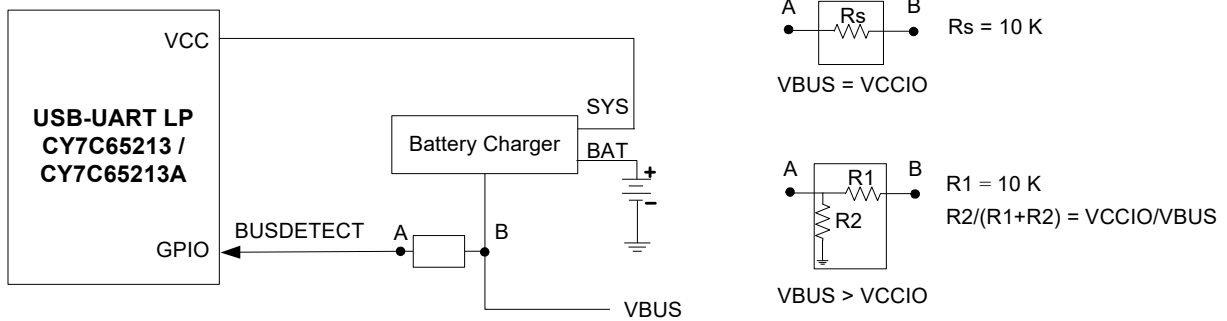 VCC
USB-UART LP
CY7C65213 /
CY7C65213A
GPIO
BUSDETECT
A
B
SYS
Battery Charger
BAT
+
-
VBUS
A
B
Rs
Rs = 10 K
VBUS = VCCIO
A
B
R1
R2
R1 = 10 K
R2/(R1+R2) = VCCIO/VBUS
VBUS > VCCIO